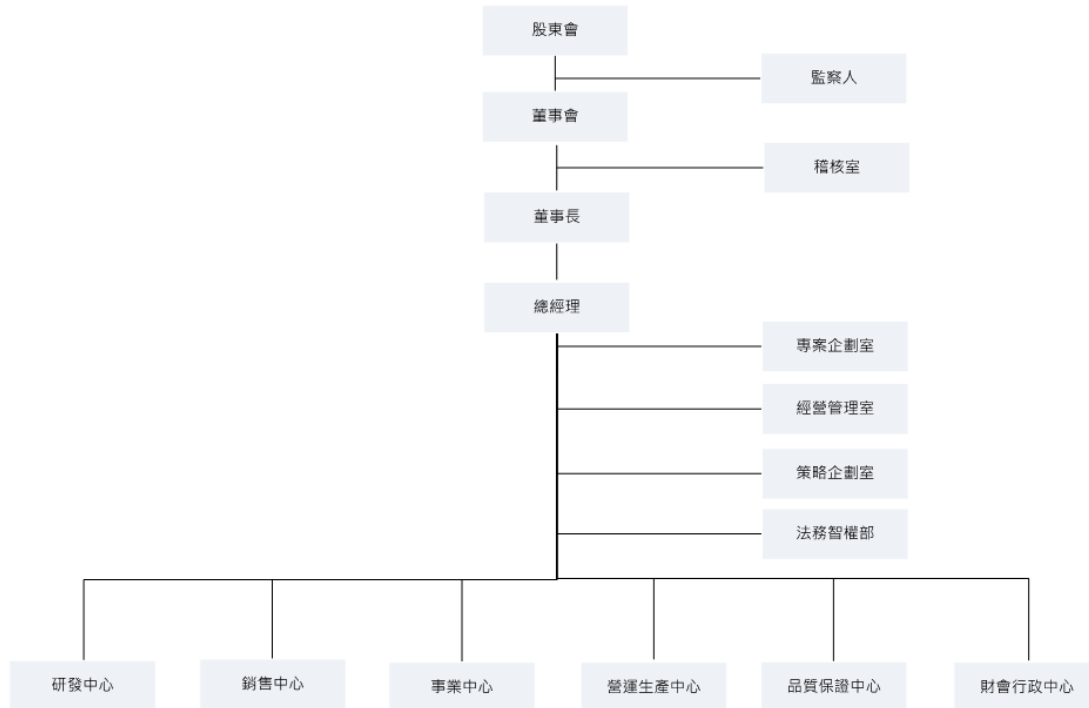 股東會
監察人
董事會
稽核室
董事長
總經理
專案企劃室
經營管理室
策略企劃室
法務智權部
研發中心
銷售中心
事業中心
營運生產中心
品質保證中心
財會行政中心